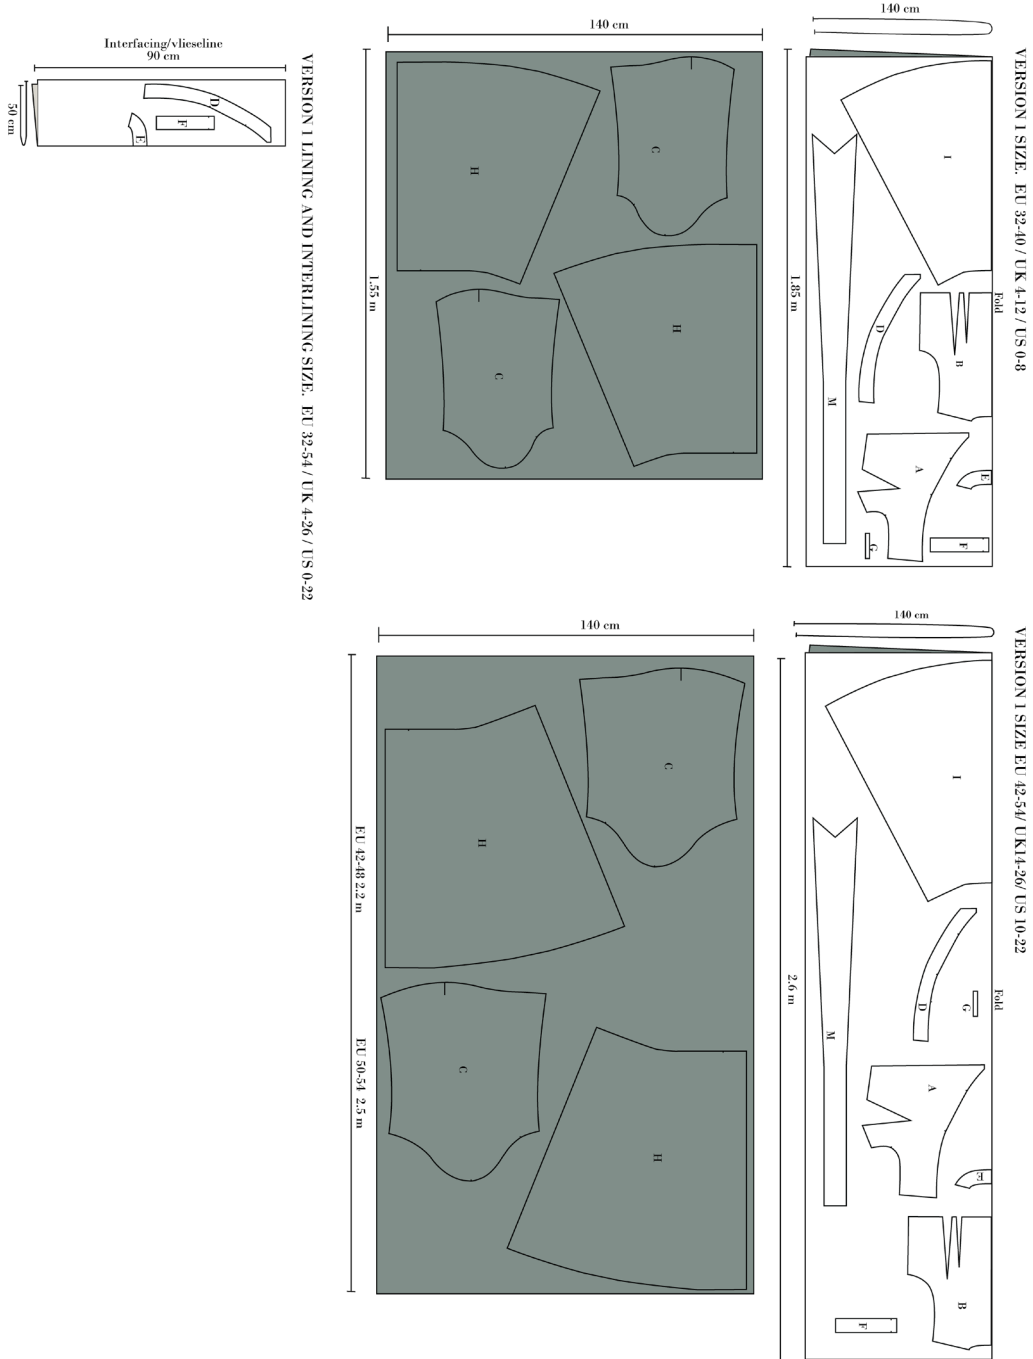 VERSION 1 SIZE.  EU 32-40 / UK 4-12 / US 0-8
140 cm
Fold
I
B
E
D
A
M
G
F
1.85 m
140 cm
C
H
H
C
1.55 m
VERSION 1 LINING AND INTERLINING SIZE.  EU 32-54 / UK 4-26 / US 0-22
Interfacing/vlieseline
90 cm
50 cm
D
F
E
VERSION 1 SIZE EU 42-54/ UK14-26/ US 10-22
140 cm
Fold
I
D
G
M
A
E
B
F
2.6 m
140 cm
C
H
C
H
EU 42-48 2.2 m
EU 50-54  2.5 m